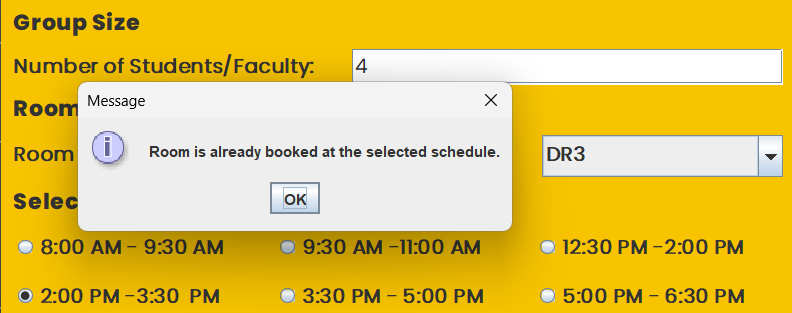 Group Size
Number of Students/Faculty: 4
Message
Room
Room is already booked at the selected schedule.
Room DR3
OK
Selec
8:00 AM - 9:30 AM 9:30 AM -11:00 AM 12:30 PM -2:00 PM
2:00 PM -3:30 PM 3:30 PM - 5:00 PM 5:00 PM - 6:30 PM